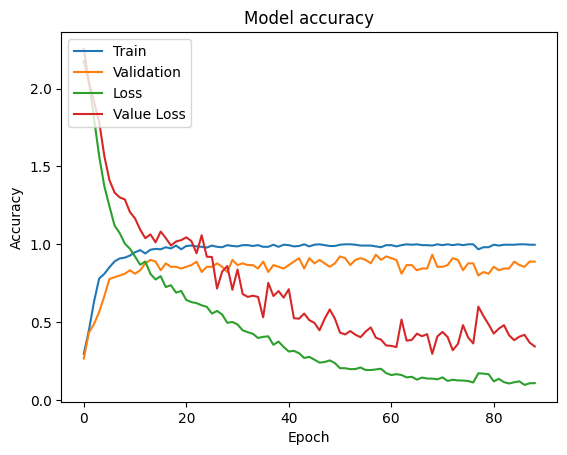 Model accuracy
Train
Validation
Loss
Value Loss
Accuracy
2.0
1.5
1.0
0.5
0.0
0 20 40 60 80
Epoch